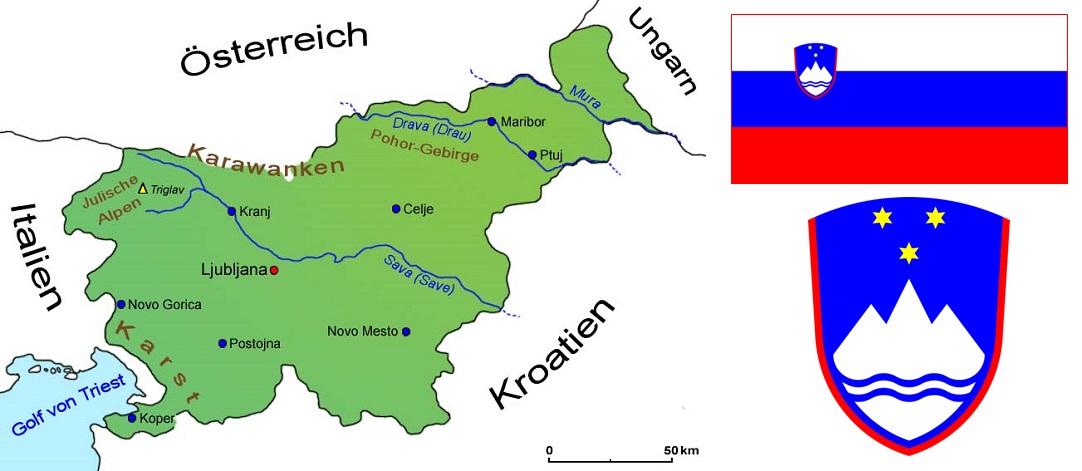 Österreich
Ungarn
Mura
Drava (Drau)
Maribor
Pohor-Gebirge
Ptuj
Karawanken
Julische
Alpen
Triglav
Kranj
Celje
Italien
Ljubljana
Sava (Save)
Novo Gorica
Karst
Novo Mesto
Postojna
Kroatien
Golf von Triest
Koper
0 50 km